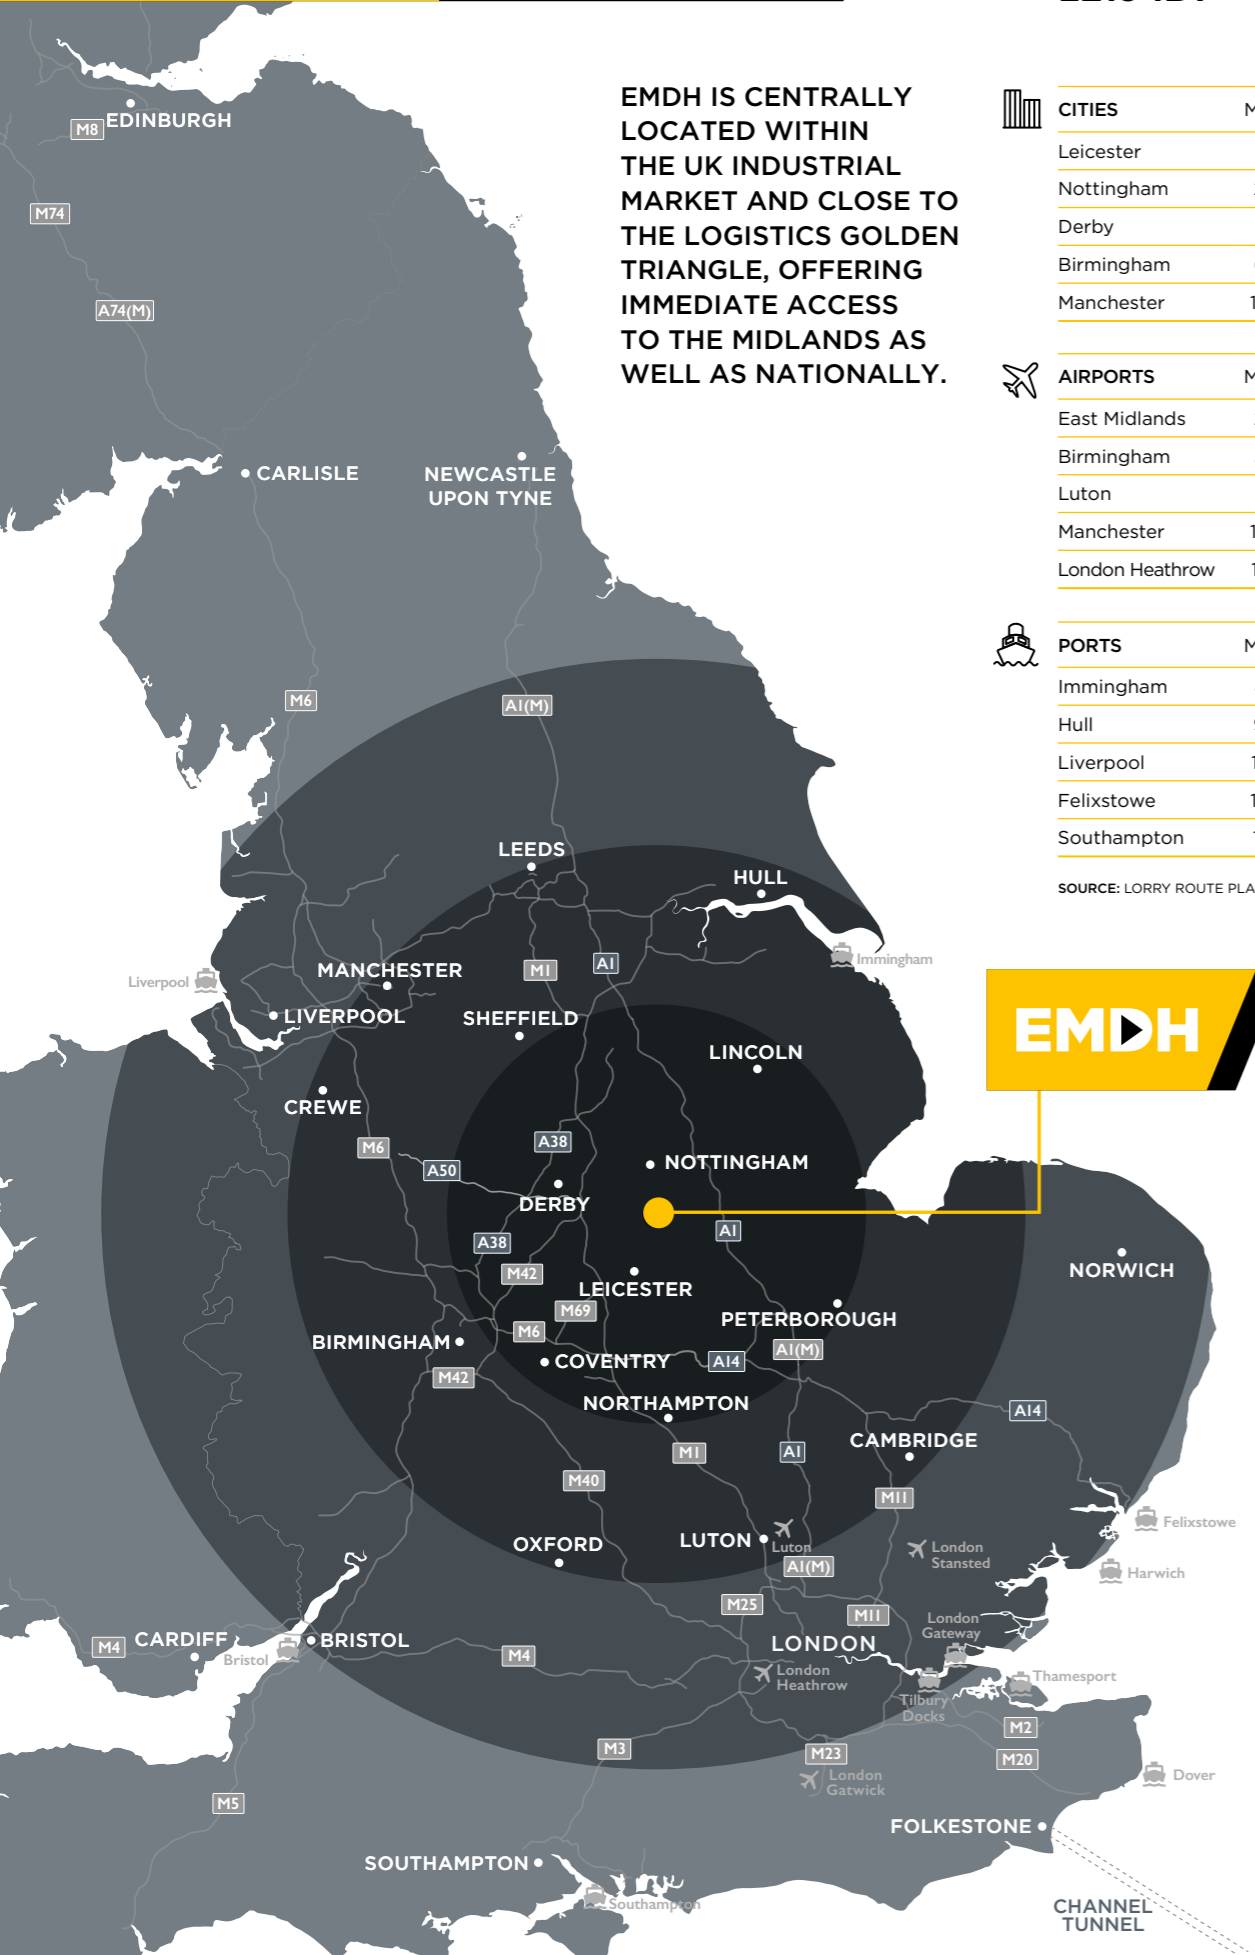 EMDH IS CENTRALLY
LOCATED WITHIN
THE UK INDUSTRIAL
MARKET AND CLOSE TO
THE LOGISTICS GOLDEN
TRIANGLE, OFFERING
IMMEDIATE ACCESS
TO THE MIDLANDS AS
WELL AS NATIONALLY.
CITIES
Leicester
Nottingham
Derby
Birmingham
Manchester
AIRPORTS
East Midlands
Birmingham
Luton
Manchester
London Heathrow
PORTS
Immingham
Hull
Liverpool
Felixstowe
Southampton
SOURCE: LORRY ROUTE
EMDH
EDINBURGH
M8
M74
A74(M)
CARLISLE
NEWCASTLE
UPON TYNE
M6
A1(M)
LEEDS
HULL
Immingham
MANCHESTER
M1
A1
Liverpool
LIVERPOOL
SHEFFIELD
LINCOLN
CREWE
M6
A50
A38
NOTTINGHAM
DERBY
A1
A38
M42
LEICESTER
NORWICH
M69
PETERBOROUGH
M6
BIRMINGHAM
COVENTRY
A14
A1(M)
M42
NORTHAMPTON
A14
M1
A1
CAMBRIDGE
M40
M11
OXFORD
LUTON
Luton
London
Stansted
Felixstowe
A1(M)
Harwich
M25
M11
London
Gateway
M4
CARDIFF
Bristol
BRISTOL
M4
LONDON
London
Heathrow
Tilbury
Docks
Thamesport
M2
M3
M23
M20
London
Gatwick
Dover
M5
FOLKESTONE
SOUTHAMPTON
Southampton
CHANNEL
TUNNEL